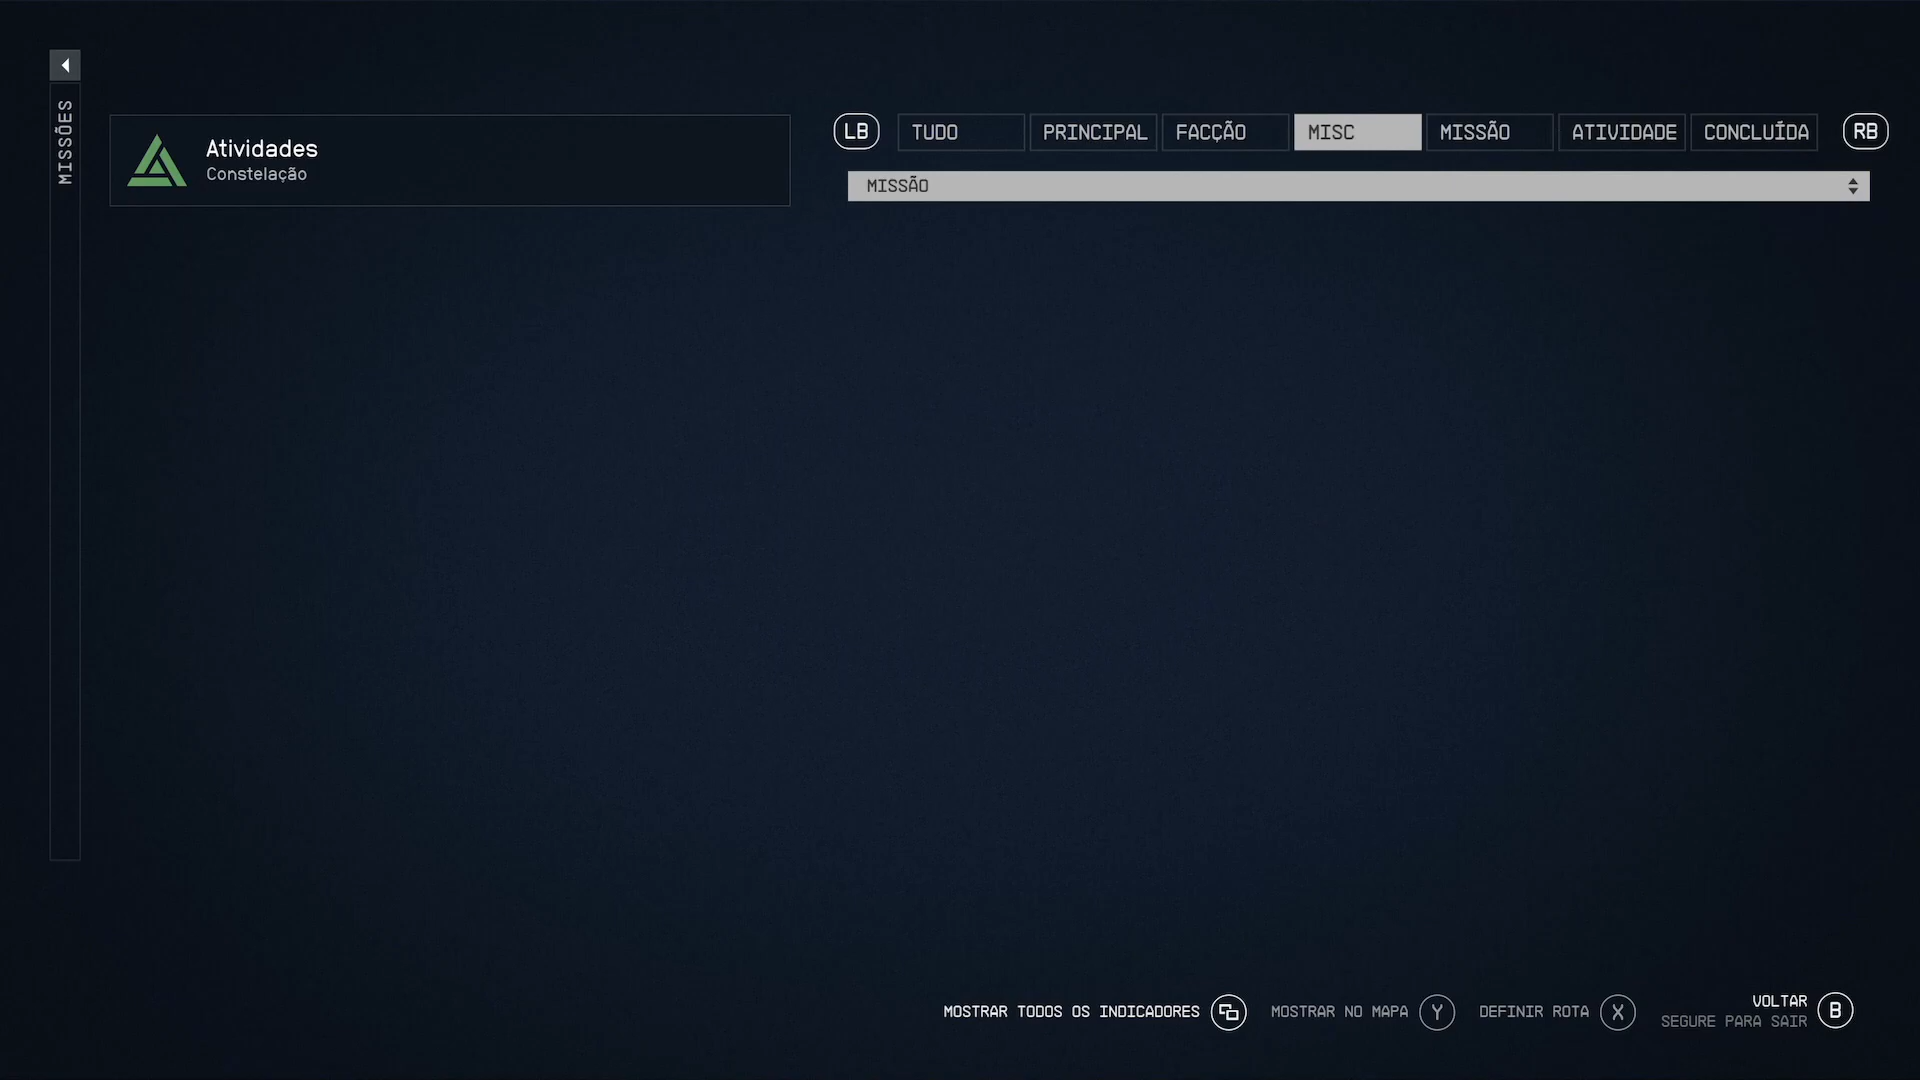 MISSÕES
Atividades
Constelação
LB TUDO PRINCIPAL FACÇÃO MISC MISSÃO ATIVIDADE CONCLUÍDA RB
MISSÃO
MOSTRAR TODOS OS INDICADORES MOSTRAR NO MAPA Y DEFINIR ROTA X VOLTAR B
SEGURE PARA SAIR